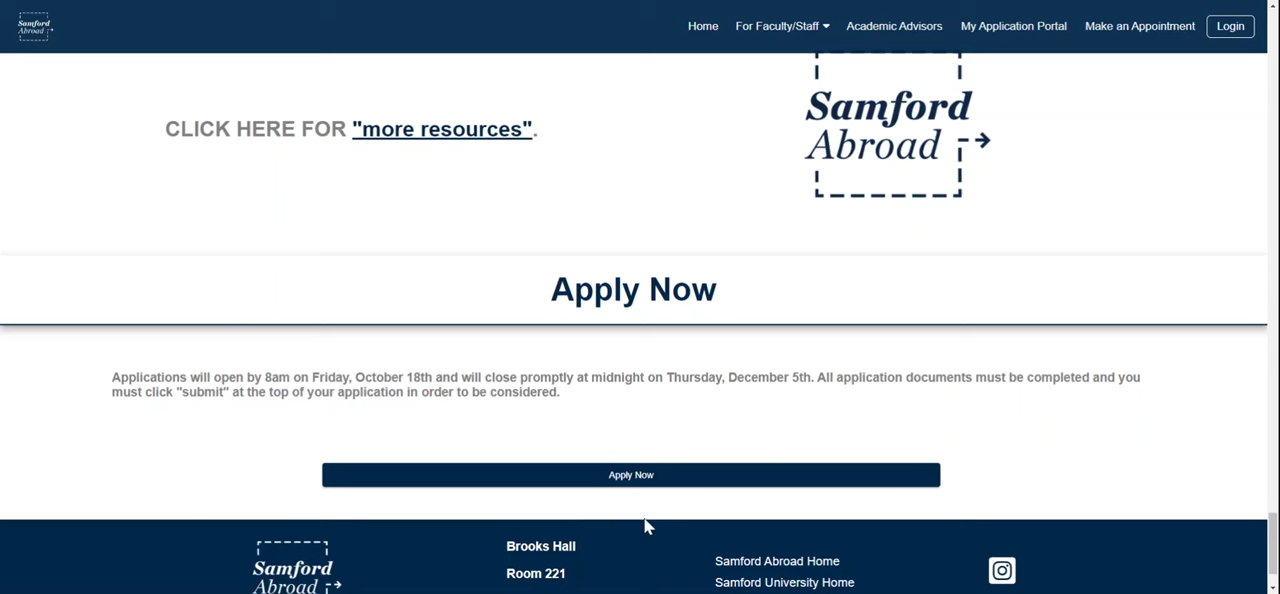 Samford
Abroad
Home
For Faculty/Staff
Academic Advisors
My Application Portal
Make an Appointment
Login
CLICK HERE FOR "more resources".
Samford
Abroad
Apply Now
Applications will open by 8am on Friday, October 18th and will close promptly at midnight on Thursday, December 5th. All application documents must be completed and you
must click "submit" at the top of your application in order to be considered.
Apply Now
Samford
Abroad
Brooks Hall
Room 221
Samford Abroad Home
Samford University Home